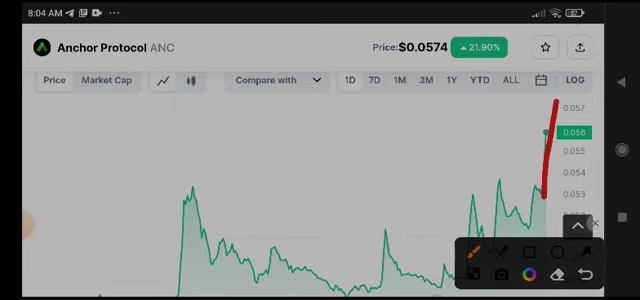 8:04 AM 57
Anchor Protocol ANC Price:$0.0574 21.90%
Price Market Cap Compare with 1D 7D 1M 3M 1Y YTD ALL LOG
0.057
0.056
0.055
0.054
0.053